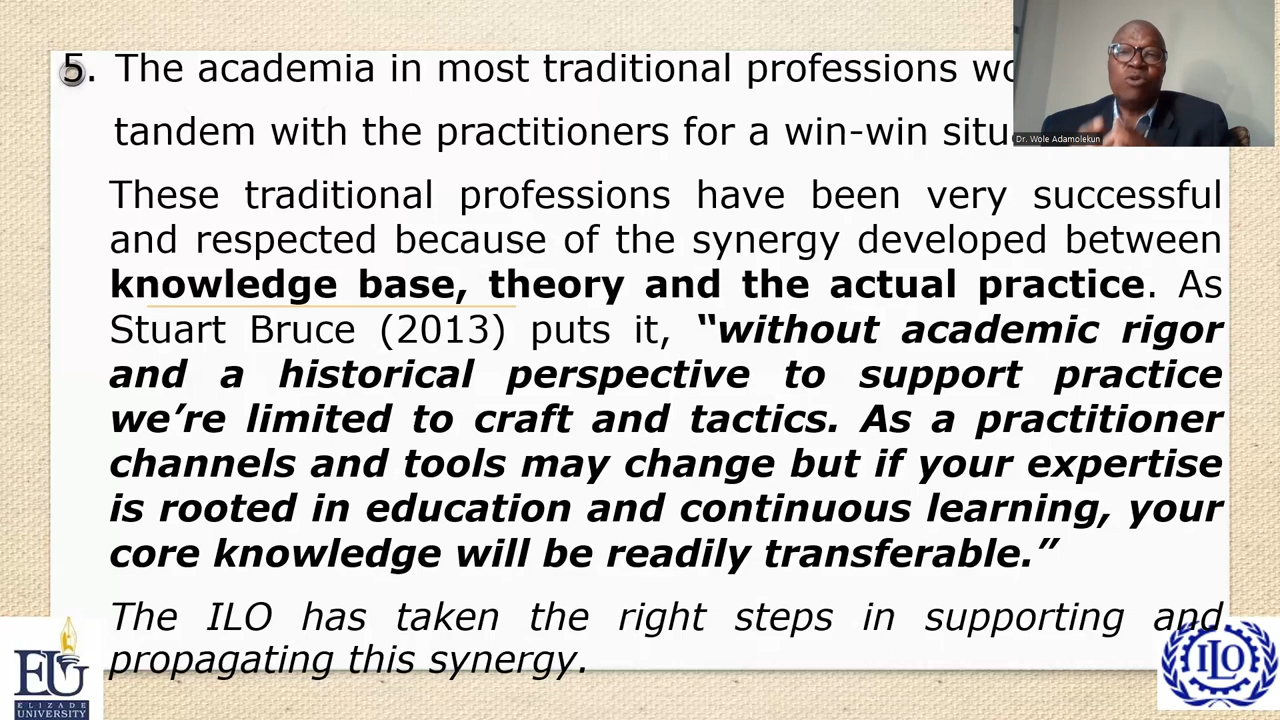 5. The academia in most traditional professions
tandem with the practitioners for a win-win
Dr. Wole Adamolekun
These traditional professions have been very successful
and respected because of the synergy developed between
knowledge base, theory and the actual practice. As
Stuart Bruce (2013) puts it, “without academic rigor
and a historical perspective to support practice
we’re limited to craft and tactics. As a practitioner
channels and tools may change but if your expertise
is rooted in education and continuous learning, your
core knowledge will be readily transferable.”
The ILO has taken the right steps in supporting and
propagating this synergy.
EU
ELIZADE
UNIVERSITY
ILO